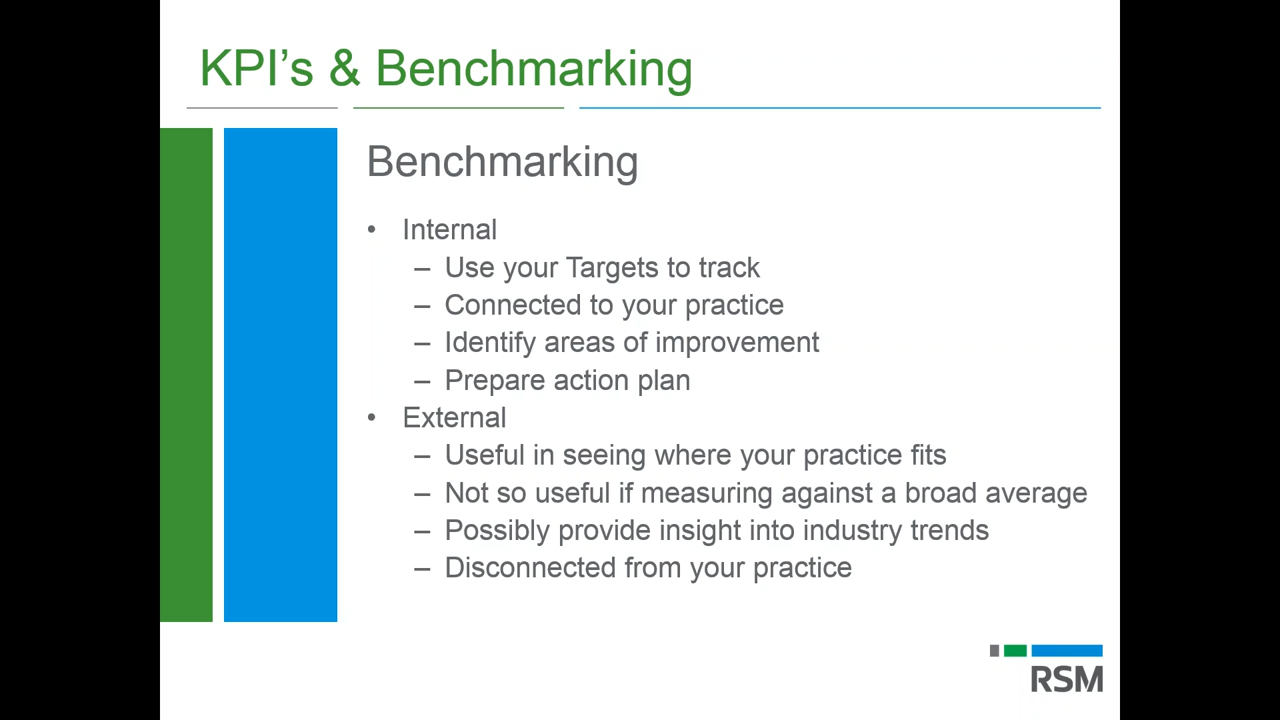 KPI’s & Benchmarking
Benchmarking
• Internal
– Use your Targets to track
– Connected to your practice
– Identify areas of improvement
– Prepare action plan
• External
– Useful in seeing where your practice fits
– Not so useful if measuring against a broad average
– Possibly provide insight into industry trends
– Disconnected from your practice
RSM